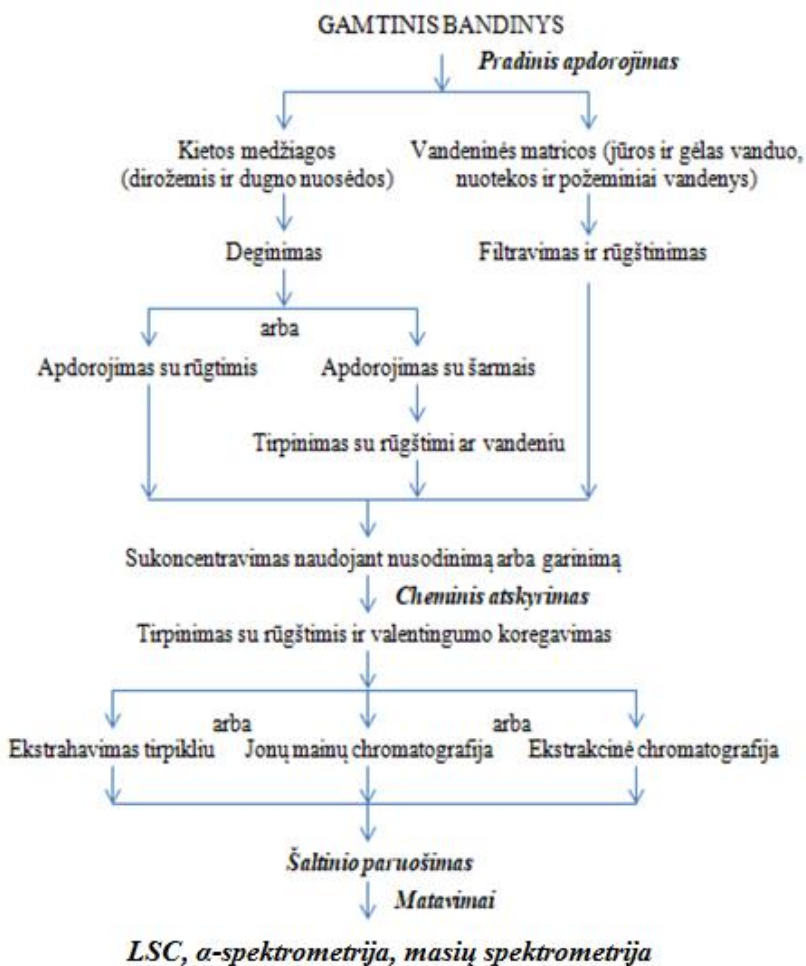 GAMTINIS BANDINYS
Pradinis apdorojimas
Kietos medžiagos
(dirožemis ir dugno nuosėdos)
Vandeninės matricos (jūros ir gėlas vanduo,
nuotekos ir požeminiai vandenys)
Deginimas
Filtravimas ir rūgštinimas
arba
Apdorojimas su rūgtimis
Apdorojimas su šarmais
Tirpinimas su rūgštimi ar vandeniu
Sukoncentravimas naudojant nusodinimą arba garinimą
Cheminis atskyrimas
Tirpinimas su rūgštimis ir valentingumo koregavimas
arba
arba
Ekstrahavimas tirpikliu
Jonų mainų chromatografija
Ekstrakcinė chromatografija
Šaltinio paruošimas
Matavimai
LSC, α-spektrometrija, masių spektrometrija